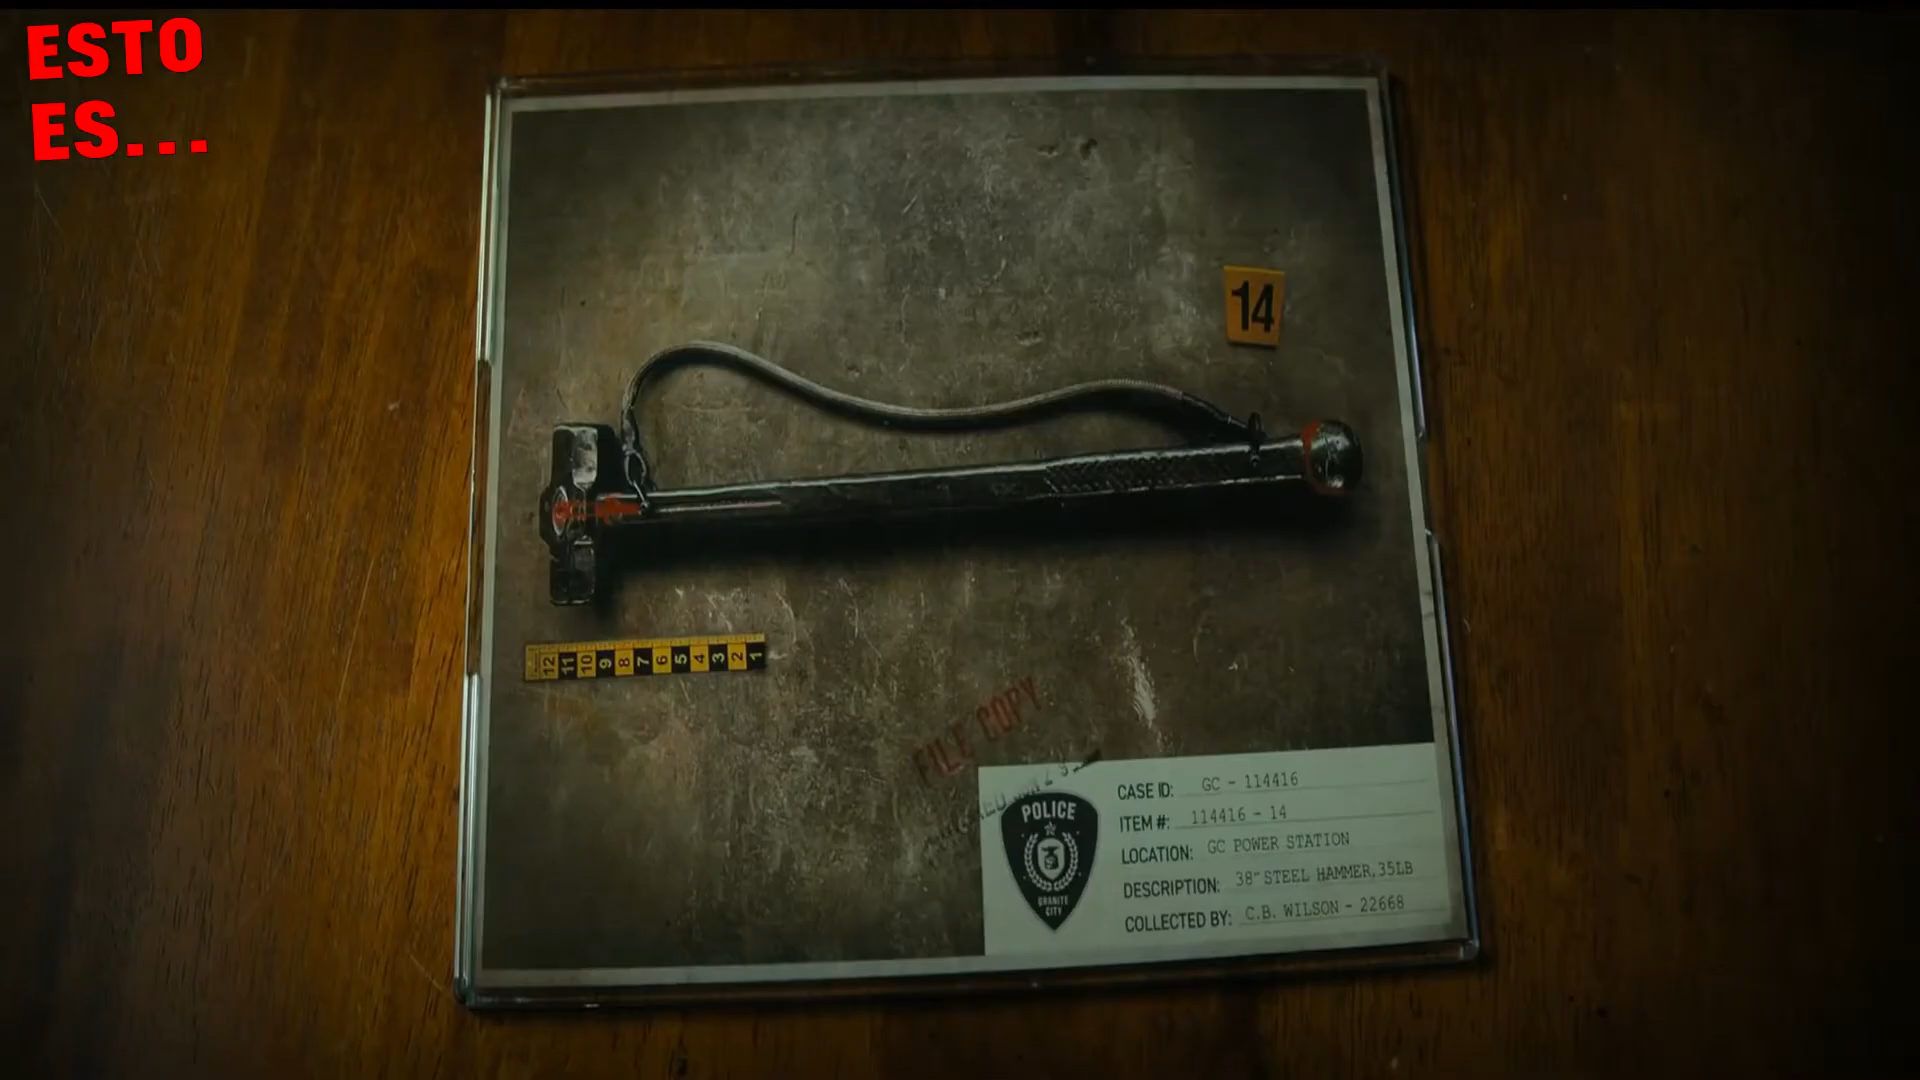 ESTO
ES...
14
12 11 10 9 8 7 6 5 4 3 2 1
FILE COPY
POLICE
GRANITE
CITY
CASE ID: GC - 114416
ITEM #: 114416 - 14
LOCATION: GC POWER STATION
DESCRIPTION: 38" STEEL HAMMER, 35LB
COLLECTED BY: C.B. WILSON - 22668